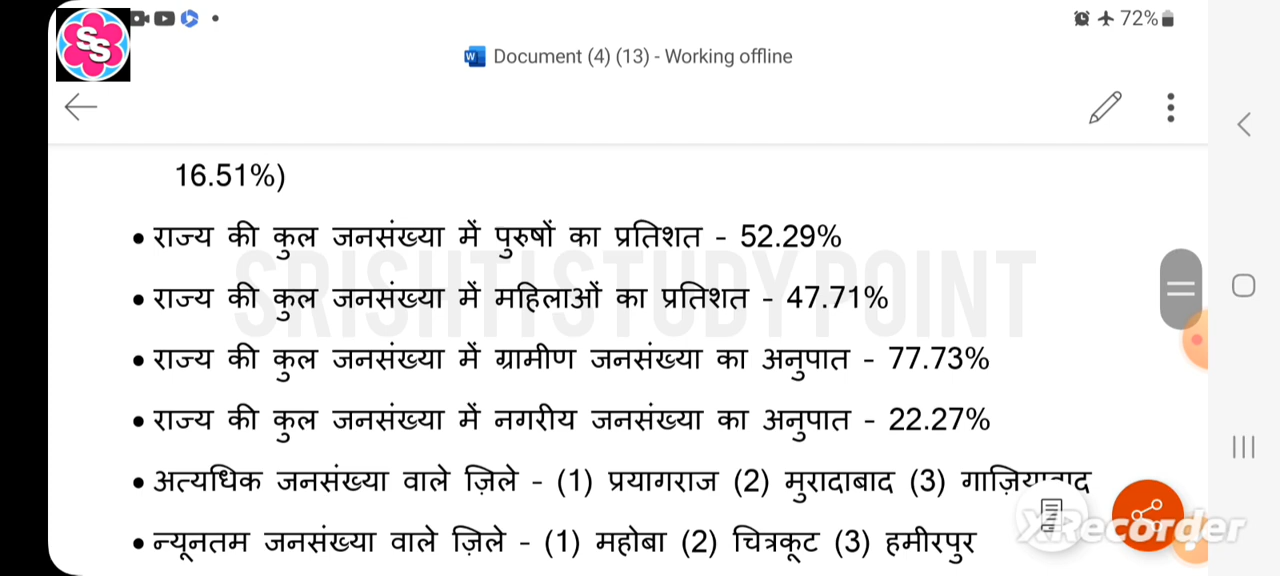 SS
72%
Document (4) (13) - Working offline
16.51%)
• राज्य की कुल जनसंख्या में पुरुषों का प्रतिशत - 52.29%
SRISHTI STUDY POINT
• राज्य की कुल जनसंख्या में महिलाओं का प्रतिशत - 47.71%
• राज्य की कुल जनसंख्या में ग्रामीण जनसंख्या का अनुपात - 77.73%
• राज्य की कुल जनसंख्या में नगरीय जनसंख्या का अनुपात - 22.27%
• अत्यधिक जनसंख्या वाले ज़िले - (1) प्रयागराज (2) मुरादाबाद (3) गाज़ियाबाद
XRecorder
• न्यूनतम जनसंख्या वाले ज़िले - (1) महोबा (2) चित्रकूट (3) हमीरपुर